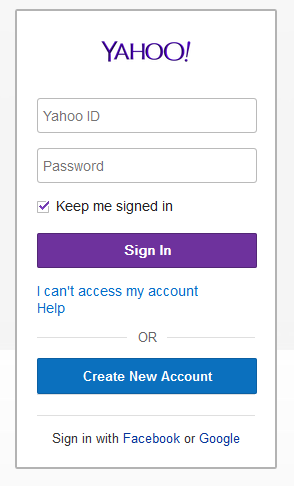 YAHOO!
Yahoo ID
Password
Keep me signed in
Sign In
I can't access my account
Help
OR
Create New Account
Sign in with Facebook or Google